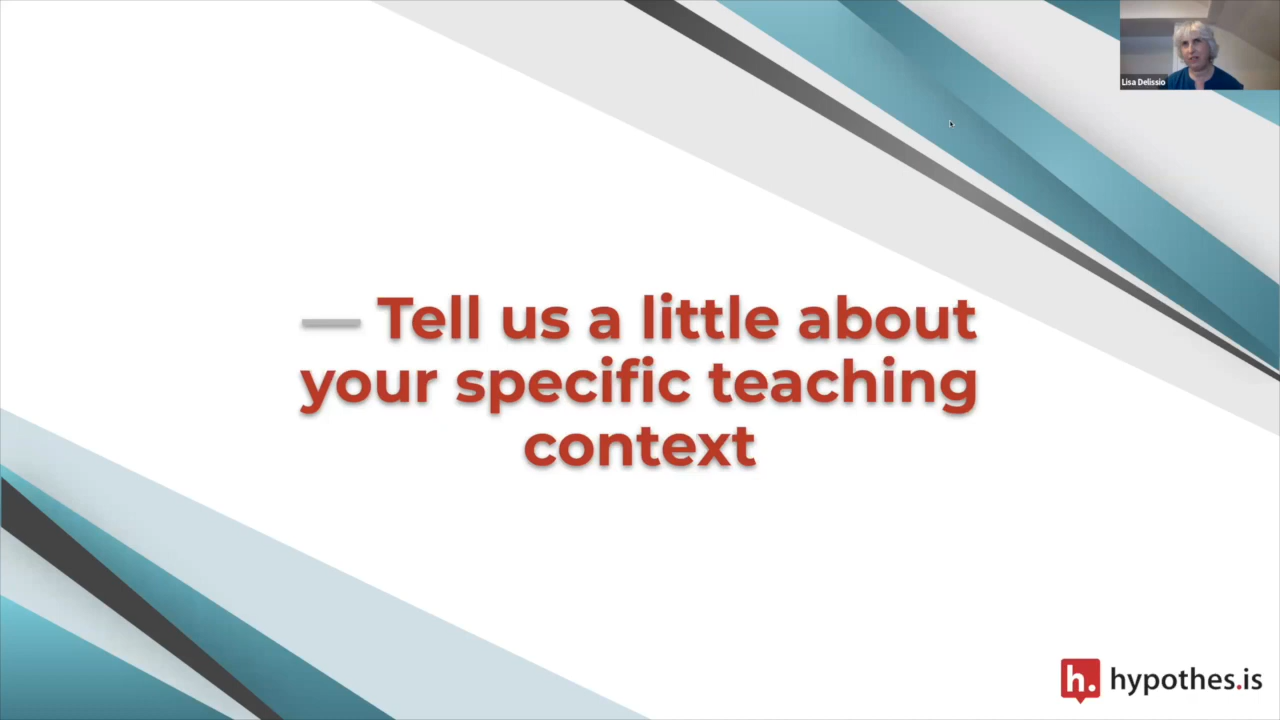 Lisa Delissio
— Tell us a little about
your specific teaching
context
h. hypothes.is